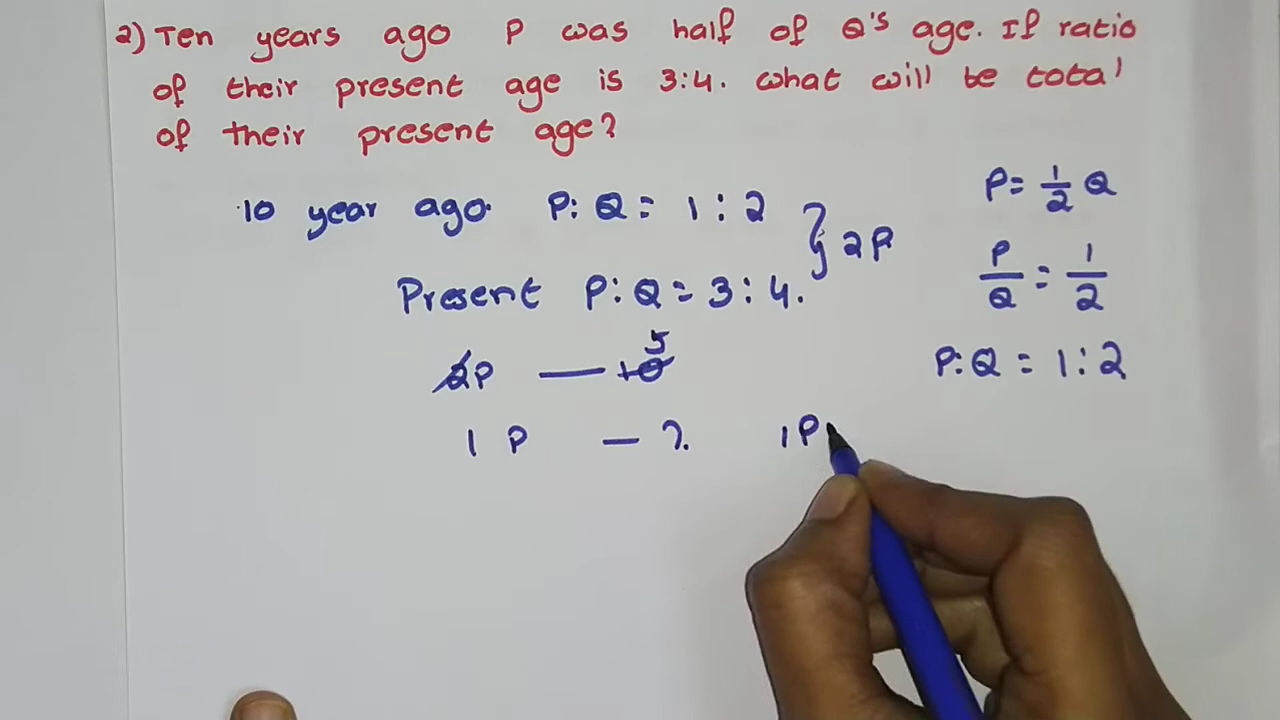 2) Ten years ago P was half of Q's age. If ratio
of their present age is 3:4. what will be total
of their present age?
10 year ago. P:Q = 1:2
Present P:Q = 3:4.
} 2P
2P — 10 5
1 P — ?. 1P
P = 1/2 Q
P/Q = 1/2
P:Q = 1:2